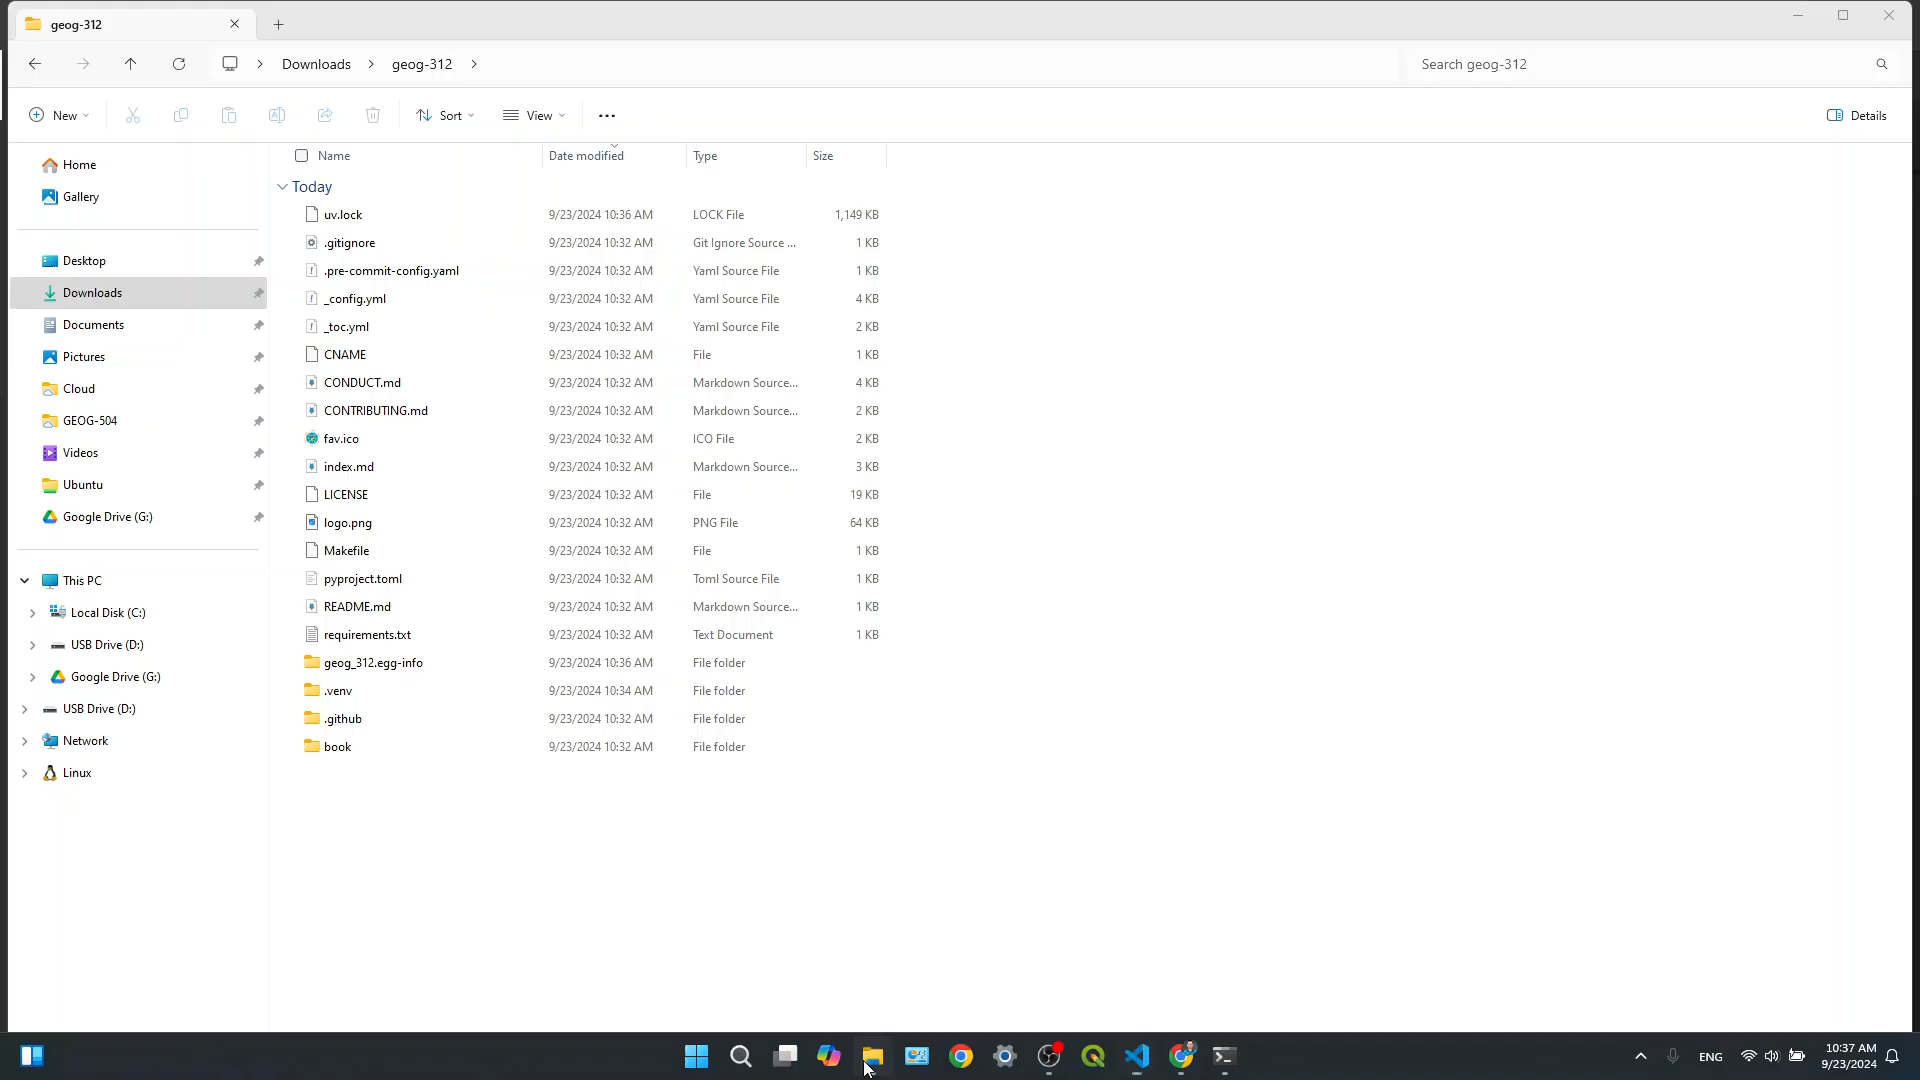 geog-312
Downloads geog-312
Search geog-312
New Sort View Details
Name Date modified Type Size
Today
uv.lock 9/23/2024 10:36 AM LOCK File 1,149 KB
.gitignore 9/23/2024 10:32 AM Git Ignore Source ... 1 KB
.pre-commit-config.yaml 9/23/2024 10:32 AM Yaml Source File 1 KB
_config.yml 9/23/2024 10:32 AM Yaml Source File 4 KB
_toc.yml 9/23/2024 10:32 AM Yaml Source File 2 KB
CNAME 9/23/2024 10:32 AM File 1 KB
CONDUCT.md 9/23/2024 10:32 AM Markdown Source... 4 KB
CONTRIBUTING.md 9/23/2024 10:32 AM Markdown Source... 2 KB
fav.ico 9/23/2024 10:32 AM ICO File 2 KB
index.md 9/23/2024 10:32 AM Markdown Source... 3 KB
LICENSE 9/23/2024 10:32 AM File 19 KB
logo.png 9/23/2024 10:32 AM PNG File 64 KB
Makefile 9/23/2024 10:32 AM File 1 KB
pyproject.toml 9/23/2024 10:32 AM Toml Source File 1 KB
README.md 9/23/2024 10:32 AM Markdown Source... 1 KB
requirements.txt 9/23/2024 10:32 AM Text Document 1 KB
geog_312.egg-info 9/23/2024 10:36 AM File folder
.venv 9/23/2024 10:34 AM File folder
.github 9/23/2024 10:32 AM File folder
book 9/23/2024 10:32 AM File folder
Home
Gallery
Desktop
Downloads
Documents
Pictures
Cloud
GEOG-504
Videos
Ubuntu
Google Drive (G:)
This PC
Local Disk (C:)
USB Drive (D:)
Google Drive (G:)
USB Drive (D:)
Network
Linux
ENG
10:37 AM
9/23/2024